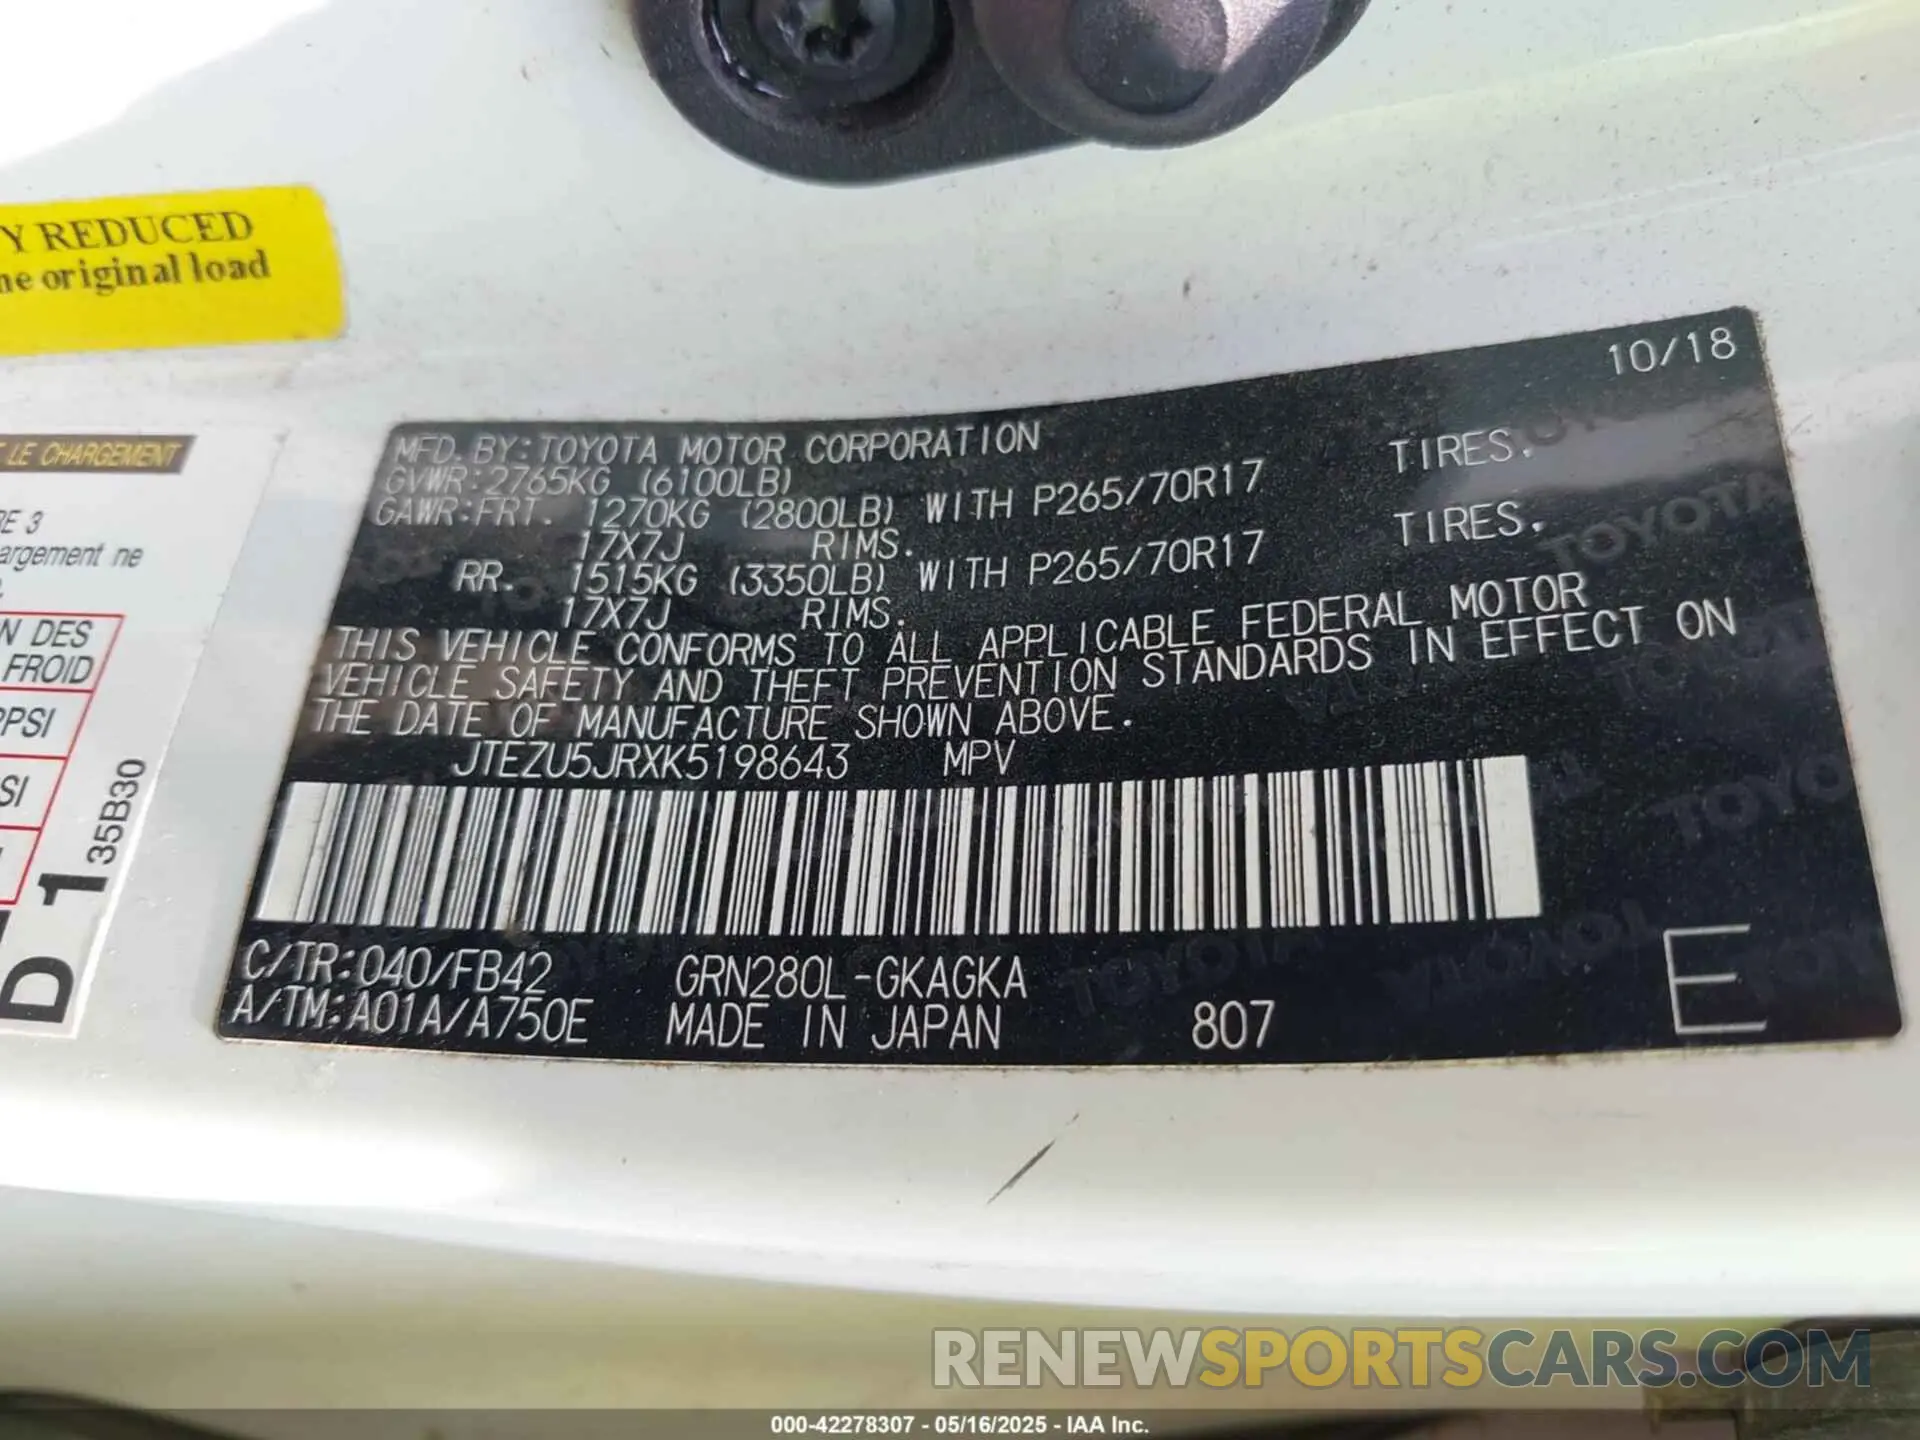 Y REDUCED
he original load
T LE CHARGEMENT
RE 3
argement ne
N DES
FROID
PSI
SI
D 1 35B30
10/18
MFD. BY: TOYOTA MOTOR CORPORATION
GVWR: 2765KG (6100LB)
GAWR: FRT. 1270KG (2800LB) WITH P265/70R17 TIRES.
17X7J RIMS.
RR. 1515KG (3350LB) WITH P265/70R17 TIRES.
17X7J RIMS.
THIS VEHICLE CONFORMS TO ALL APPLICABLE FEDERAL MOTOR
VEHICLE SAFETY AND THEFT PREVENTION STANDARDS IN EFFECT ON
THE DATE OF MANUFACTURE SHOWN ABOVE.
JTEZU5JRXK5198643 MPV
C/TR: 040/FB42 GRN280L-GKAGKA
A/TM: A01A/A750E MADE IN JAPAN 807 E
RENEWSPORTSCARS.COM
000-42278307 - 05/16/2025 - IAA Inc.